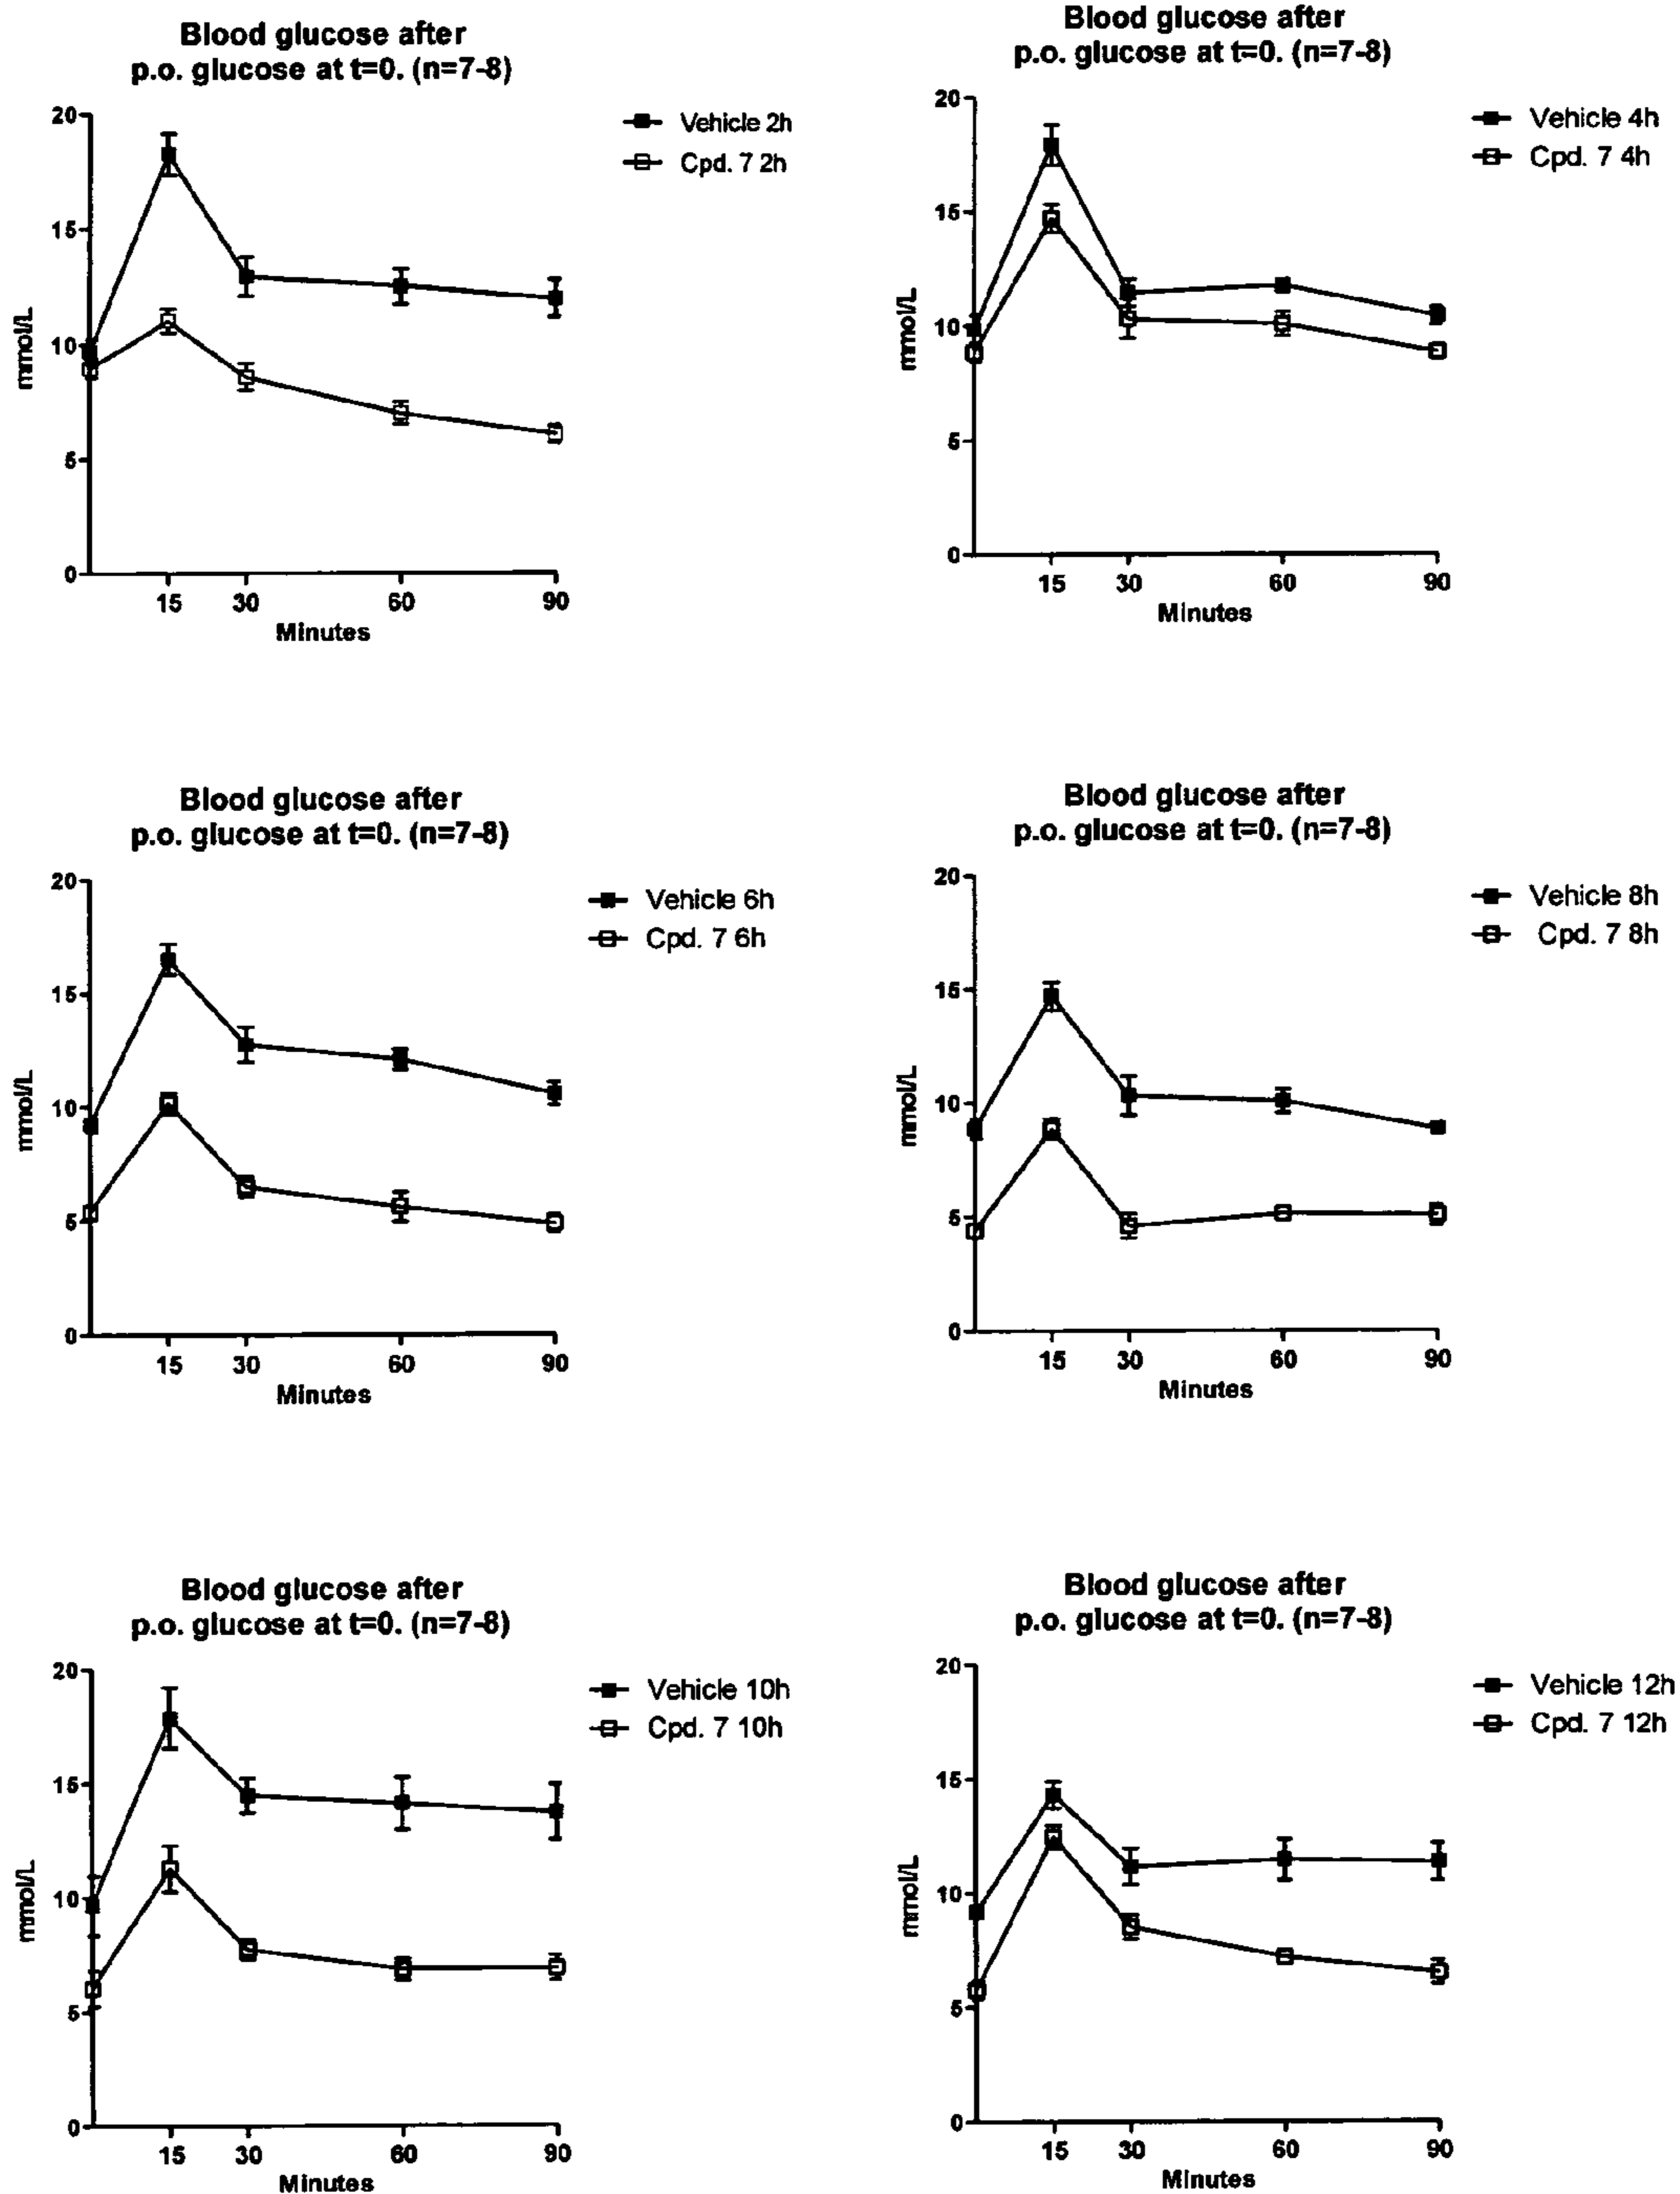 Blood glucose after
p.o. glucose at t=0. (n=7-8)
Vehicle 2h
Cpd. 7 2h
mmol/L
20
15
10
5
0
15 30 60 90
Minutes
Blood glucose after
p.o. glucose at t=0. (n=7-8)
Vehicle 4h
Cpd. 7 4h
mmol/L
20
15
10
5
0
15 30 60 90
Minutes
Blood glucose after
p.o. glucose at t=0. (n=7-8)
Vehicle 6h
Cpd. 7 6h
mmol/L
20
15
10
5
0
15 30 60 90
Minutes
Blood glucose after
p.o. glucose at t=0. (n=7-8)
Vehicle 8h
Cpd. 7 8h
mmol/L
20
15
10
5
0
15 30 60 90
Minutes
Blood glucose after
p.o. glucose at t=0. (n=7-8)
Vehicle 10h
Cpd. 7 10h
mmol/L
20
15
10
5
0
15 30 60 90
Minutes
Blood glucose after
p.o. glucose at t=0. (n=7-8)
Vehicle 12h
Cpd. 7 12h
mmol/L
20
15
10
5
0
15 30 60 90
Minutes